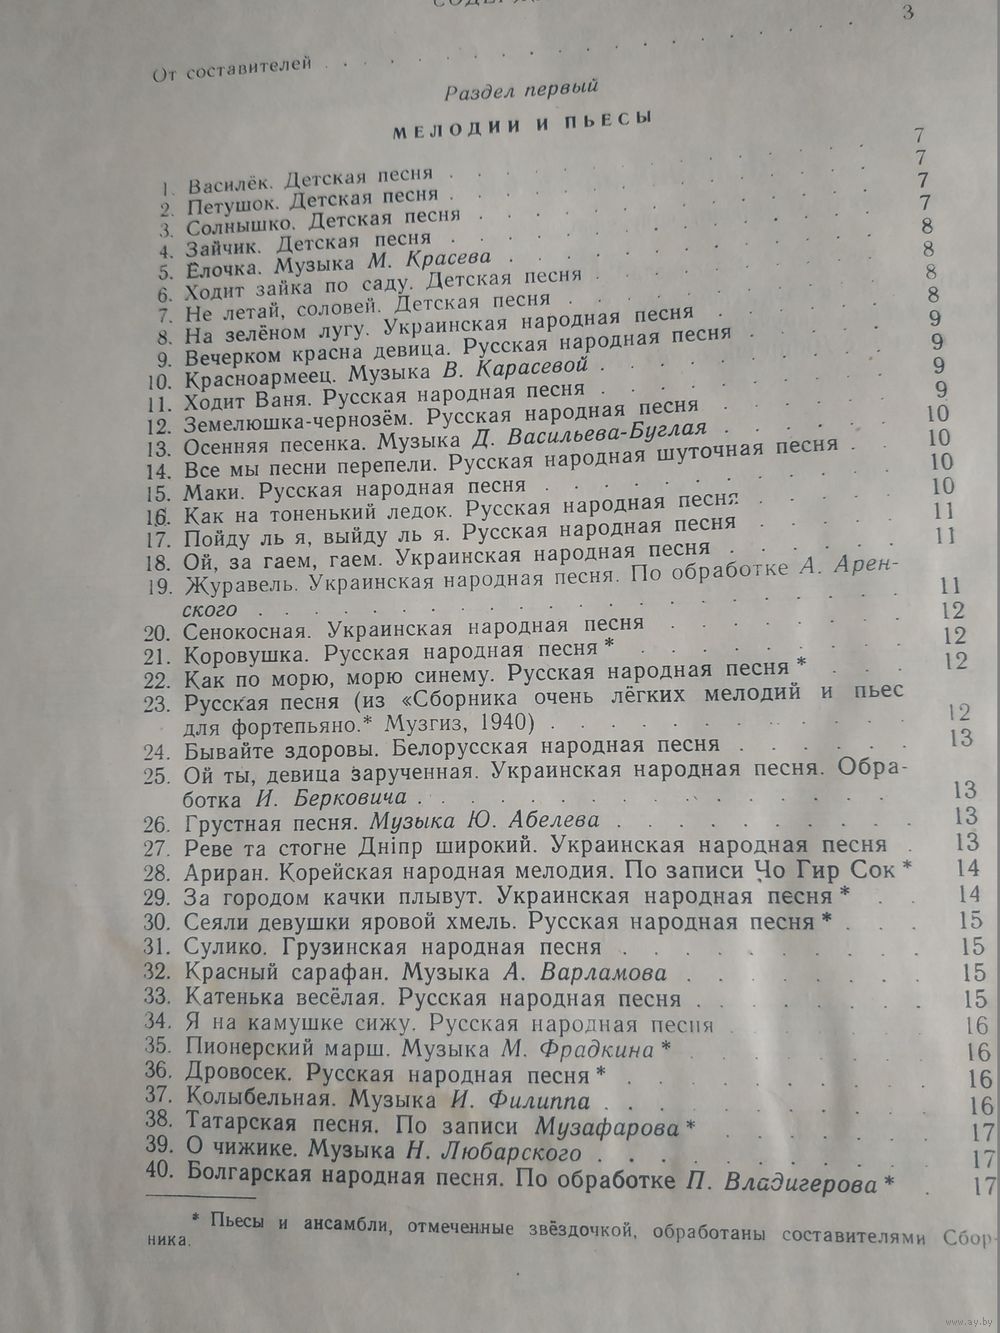 От составителей . . . . . . . . . . . . . . . . 3
Раздел первый
МЕЛОДИИ И ПЬЕСЫ
1. Василёк. Детская песня . . . . . . . . . . . 7
2. Петушок. Детская песня . . . . . . . . . . . 7
3. Солнышко. Детская песня . . . . . . . . . . 7
4. Зайчик. Детская песня . . . . . . . . . . . 7
5. Ёлочка. Музыка М. Красева . . . . . . . . . 8
6. Ходит зайка по саду. Детская песня . . . . . . 8
7. Не летай, соловей. Детская песня . . . . . . . 8
8. На зелёном лугу. Украинская народная песня . . . . 8
9. Вечерком красна девица. Русская народная песня . . . 9
10. Красноармеец. Музыка В. Карасевой . . . . . . . 9
11. Ходит Ваня. Русская народная песня . . . . . . . 9
12. Земелюшка-чернозём. Русская народная песня . . . . 9
13. Осенняя песенка. Музыка Д. Васильева-Буглая . . . . 10
14. Все мы песни перепели. Русская народная шуточная песня . . 10
15. Маки. Русская народная песня . . . . . . . . . 10
16. Как на тоненький ледок. Русская народная песня . . . . 10
17. Пойду ль я, выйду ль я. Русская народная песня . . . . 11
18. Ой, за гаем, гаем. Украинская народная песня . . . . . 11
19. Журавель. Украинская народная песня. По обработке А. Арен-
ского . . . . . . . . . . . . . . . . . 11
20. Сенокосная. Украинская народная песня . . . . . . 12
21. Коровушка. Русская народная песня * . . . . . . . 12
22. Как по морю, морю синему. Русская народная песня * . . . 12
23. Русская песня (из «Сборника очень лёгких мелодий и пьес
для фортепьяно.* Музгиз, 1940) . . . . . . . . . . 12
24. Бывайте здоровы. Белорусская народная песня . . . . . 13
25. Ой ты, девица зарученная. Украинская народная песня. Обра-
ботка И. Берковича . . . . . . . . . . . . . 13
26. Грустная песня. Музыка Ю. Абелева . . . . . . . . 13
27. Реве та стогне Днiпр широкий. Украинская народная песня . 13
28. Ариран. Корейская народная мелодия. По записи Чо Гир Сок * 14
29. За городом качки плывут. Украинская народная песня * . . 14
30. Сеяли девушки яровой хмель. Русская народная песня * . . . 15
31. Сулико. Грузинская народная песня . . . . . . . . 15
32. Красный сарафан. Музыка А. Варламова . . . . . . 15
33. Катенька весёлая. Русская народная песня . . . . . . 15
34. Я на камушке сижу. Русская народная песня . . . . . 16
35. Пионерский марш. Музыка М. Фрадкина * . . . . . . 16
36. Дровосек. Русская народная песня * . . . . . . . . 16
37. Колыбельная. Музыка И. Филиппа . . . . . . . . . 16
38. Татарская песня. По записи Музафарова * . . . . . . 17
39. О чижике. Музыка Н. Любарского . . . . . . . . . 17
40. Болгарская народная песня. По обработке П. Владигерова * . 17
* Пьесы и ансамбли, отмеченные звёздочкой, обработаны составителями Сбор-
ника.
www.ay.by